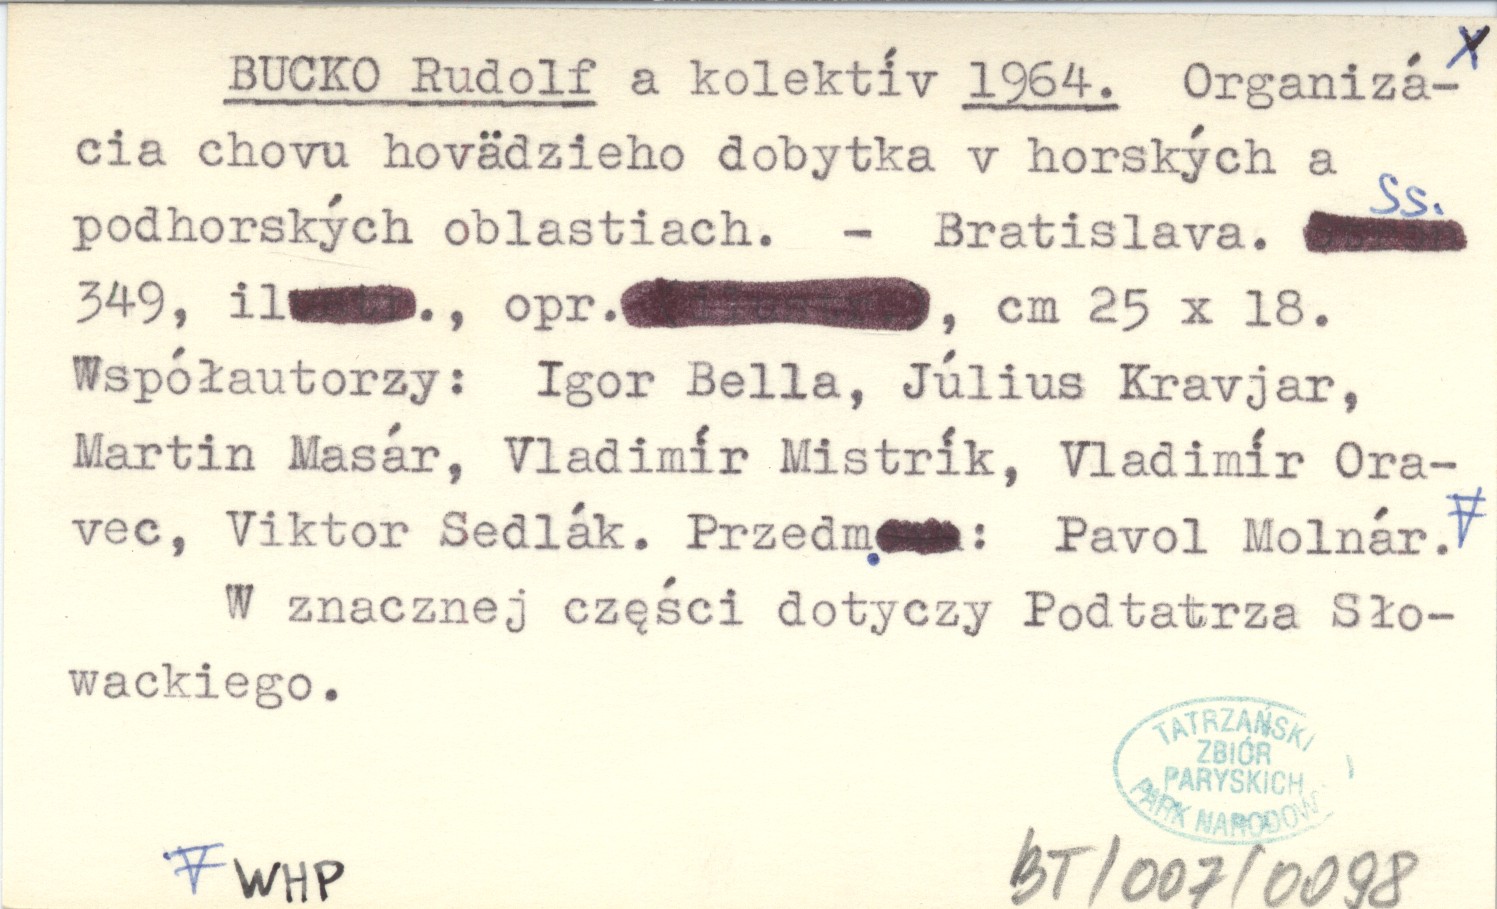 BUCKO Rudolf a kolektív 1964. Organizá- X
cia chovu hovädzieho dobytka v horských a
podhorských oblastiach. - Bratislava. Ss.
349, il., opr., cm 25 x 18.
Współautorzy: Igor Bella, Július Kravjar,
Martin Masár, Vladimír Mistrík, Vladimír Ora-
vec, Viktor Sedlák. Przedm.: Pavol Molnár.
W znacznej części dotyczy Podtatrza Sło-
wackiego.
TATRZAŃSKI
ZBIÓR
PARYSKICH
PARK NARODOW
WHP
BT/007/0098